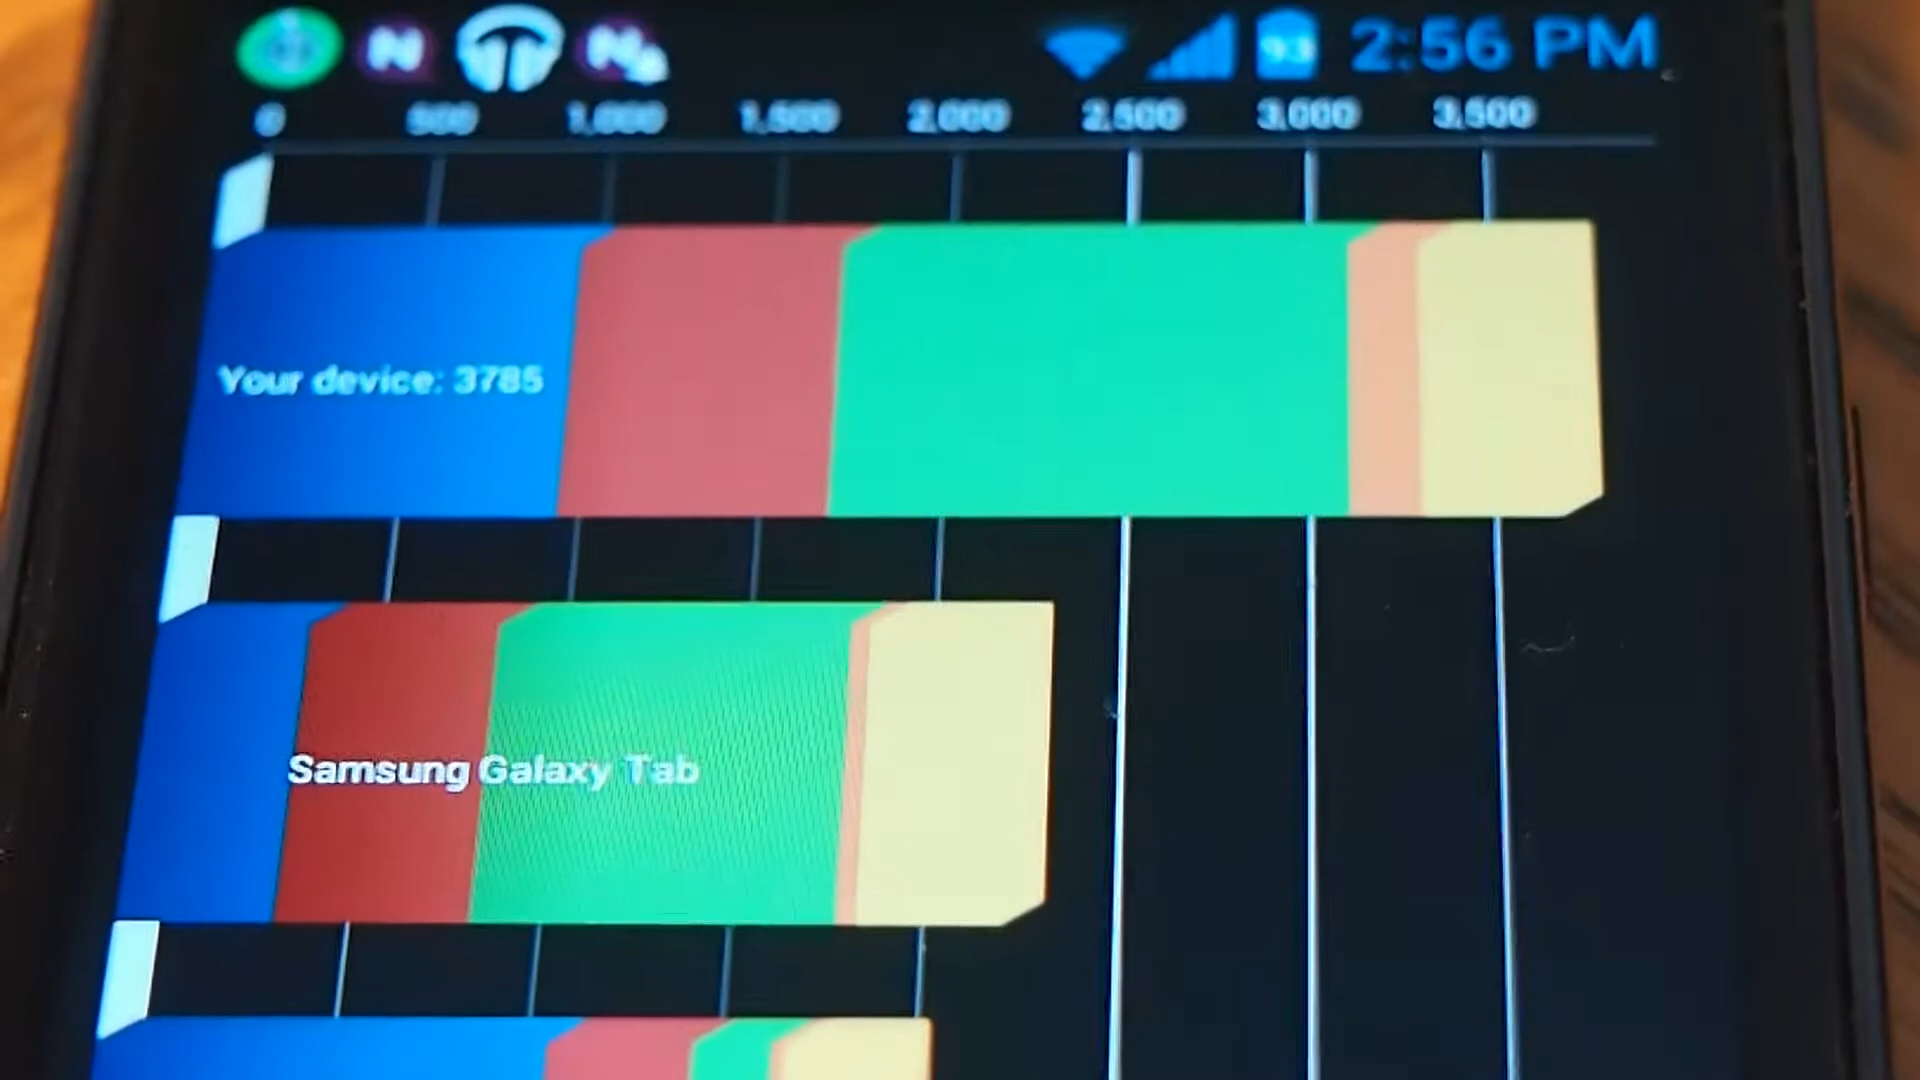 N N 93 2:56 PM
0 500 1,000 1,500 2,000 2,500 3,000 3,500
Your device: 3785
Samsung Galaxy Tab